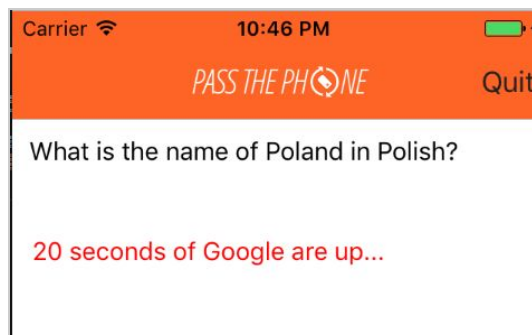 Carrier 10:46 PM
PASS THE PHONE Quit
What is the name of Poland in Polish?
20 seconds of Google are up...